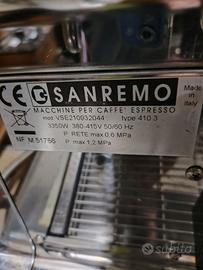 CE SANREMO
Made in Italy
MACCHINE PER CAFFE' ESPRESSO
mod. VSE210932044 type 410 3
3350W 380-415V 50/60 Hz
P RETE max 0,6 MPa
NF M 51756 P max 1,2 MPa
subito